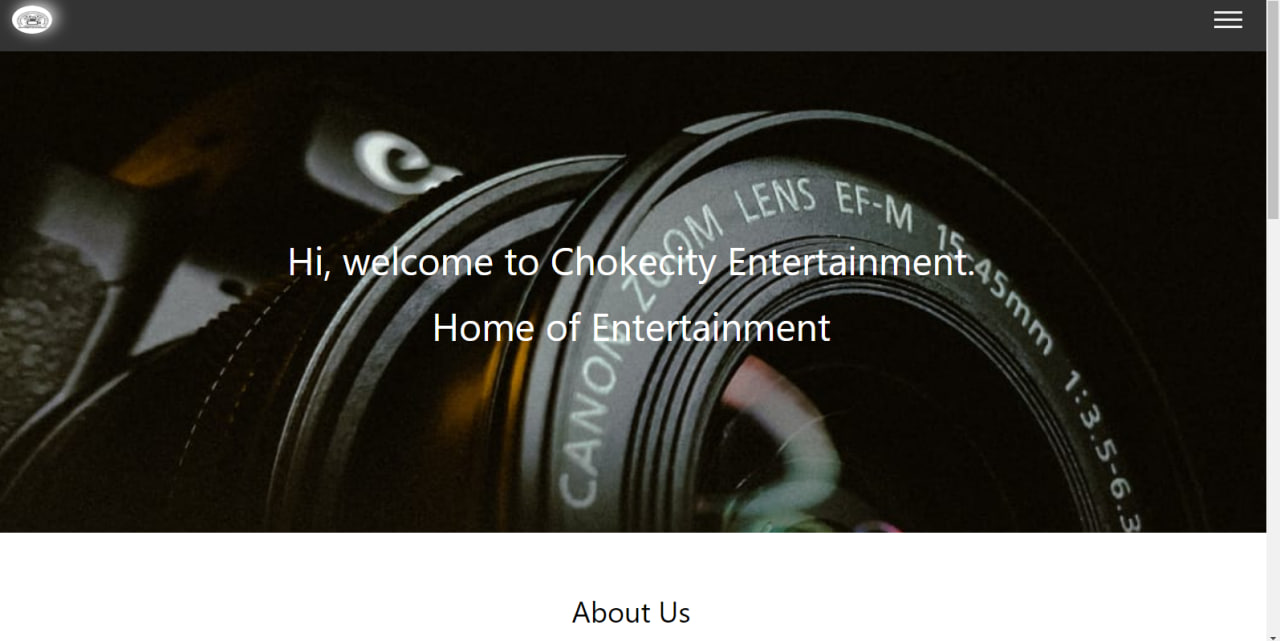 Hi, welcome to Chokecity Entertainment.
Home of Entertainment
CANON ZOOM LENS EF-M 15-45mm 1:3.5-6.3
About Us